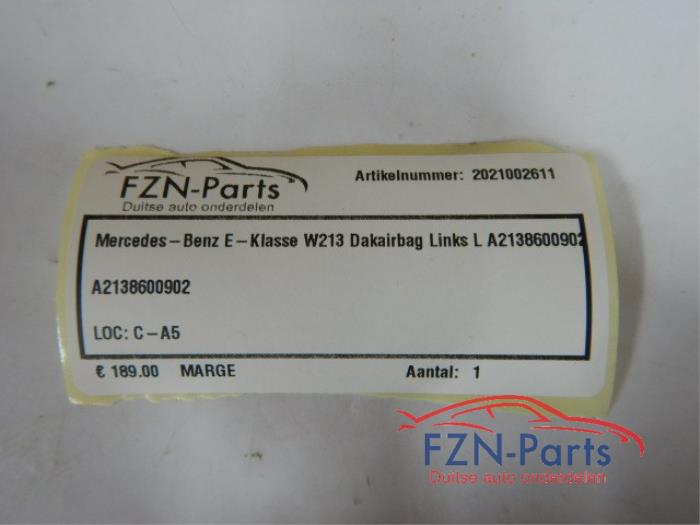 FZN-Parts
Duitse auto onderdelen
Artikelnummer: 2021002611
Mercedes-Benz E-Klasse W213 Dakairbag Links L A2138600902
A2138600902
LOC: C-A5
€ 189.00 MARGE Aantal: 1
FZN-Parts
Duitse auto onderdelen